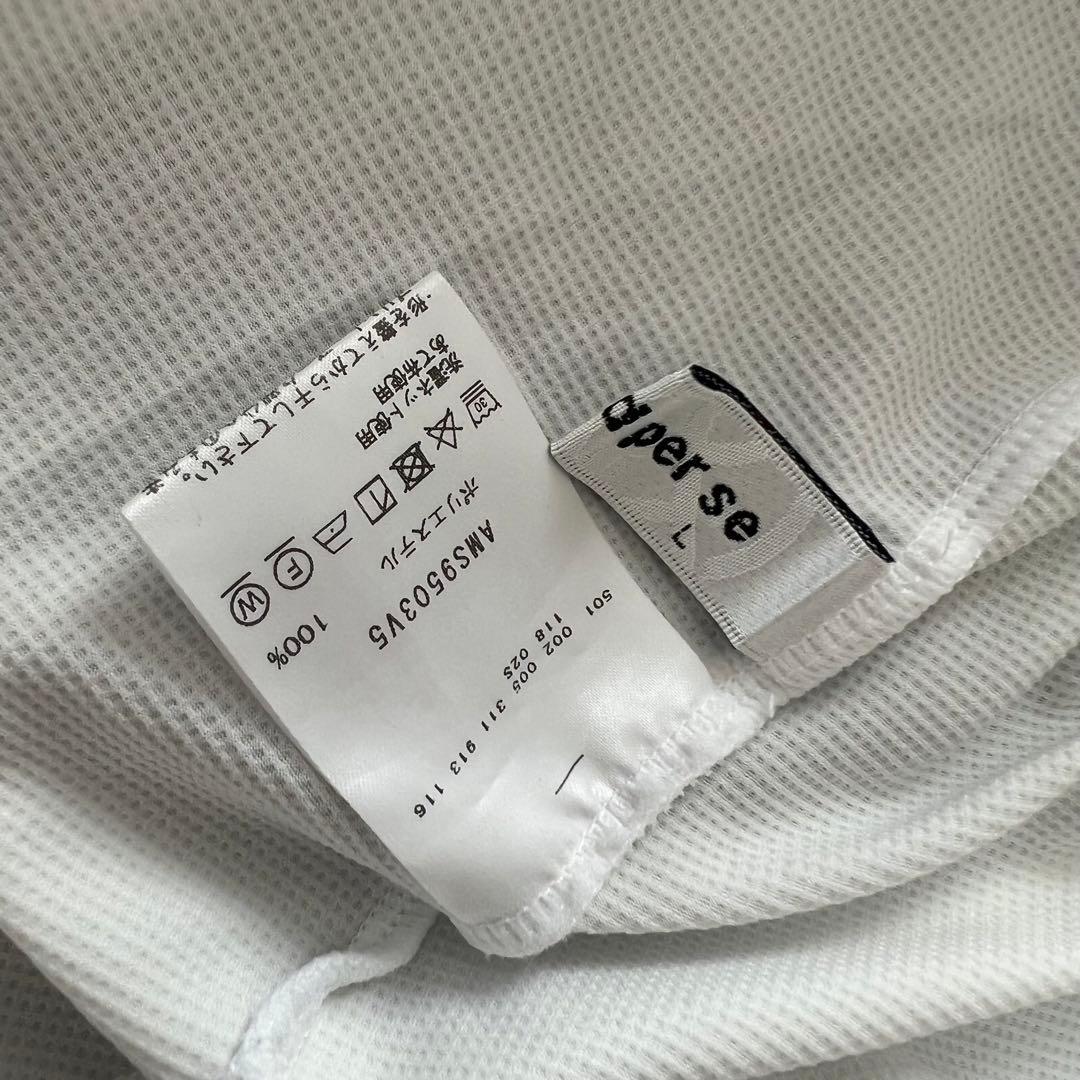 501 002 005 311 913 116
118 025
AMS9503V5
ポリエステル 100%
30 F W
洗濯ネット使用
あて布使用
・形を整えてから干して下さい。
dper se
L